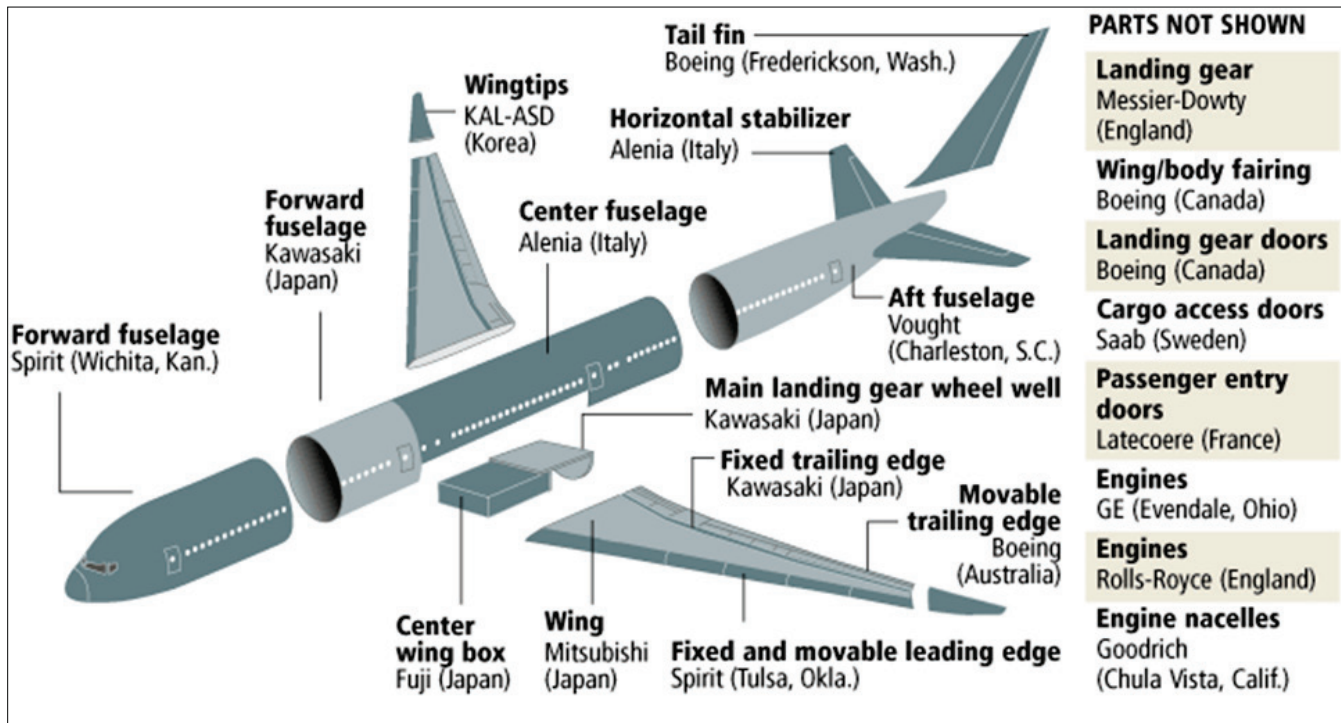 Tail fin
Boeing (Frederickson, Wash.)
Wingtips
KAL-ASD
(Korea)
Horizontal stabilizer
Alenia (Italy)
Forward
fuselage
Kawasaki
(Japan)
Center fuselage
Alenia (Italy)
Forward fuselage
Spirit (Wichita, Kan.)
Aft fuselage
Vought
(Charleston, S.C.)
Main landing gear wheel well
Kawasaki (Japan)
Fixed trailing edge
Kawasaki (Japan)
Movable
trailing edge
Boeing
(Australia)
Center
wing box
Fuji (Japan)
Wing
Mitsubishi
(Japan)
Fixed and movable leading edge
Spirit (Tulsa, Okla.)
PARTS NOT SHOWN
Landing gear
Messier-Dowty
(England)
Wing/body fairing
Boeing (Canada)
Landing gear doors
Boeing (Canada)
Cargo access doors
Saab (Sweden)
Passenger entry
doors
Latecoere (France)
Engines
GE (Evendale, Ohio)
Engines
Rolls-Royce (England)
Engine nacelles
Goodrich
(Chula Vista, Calif.)